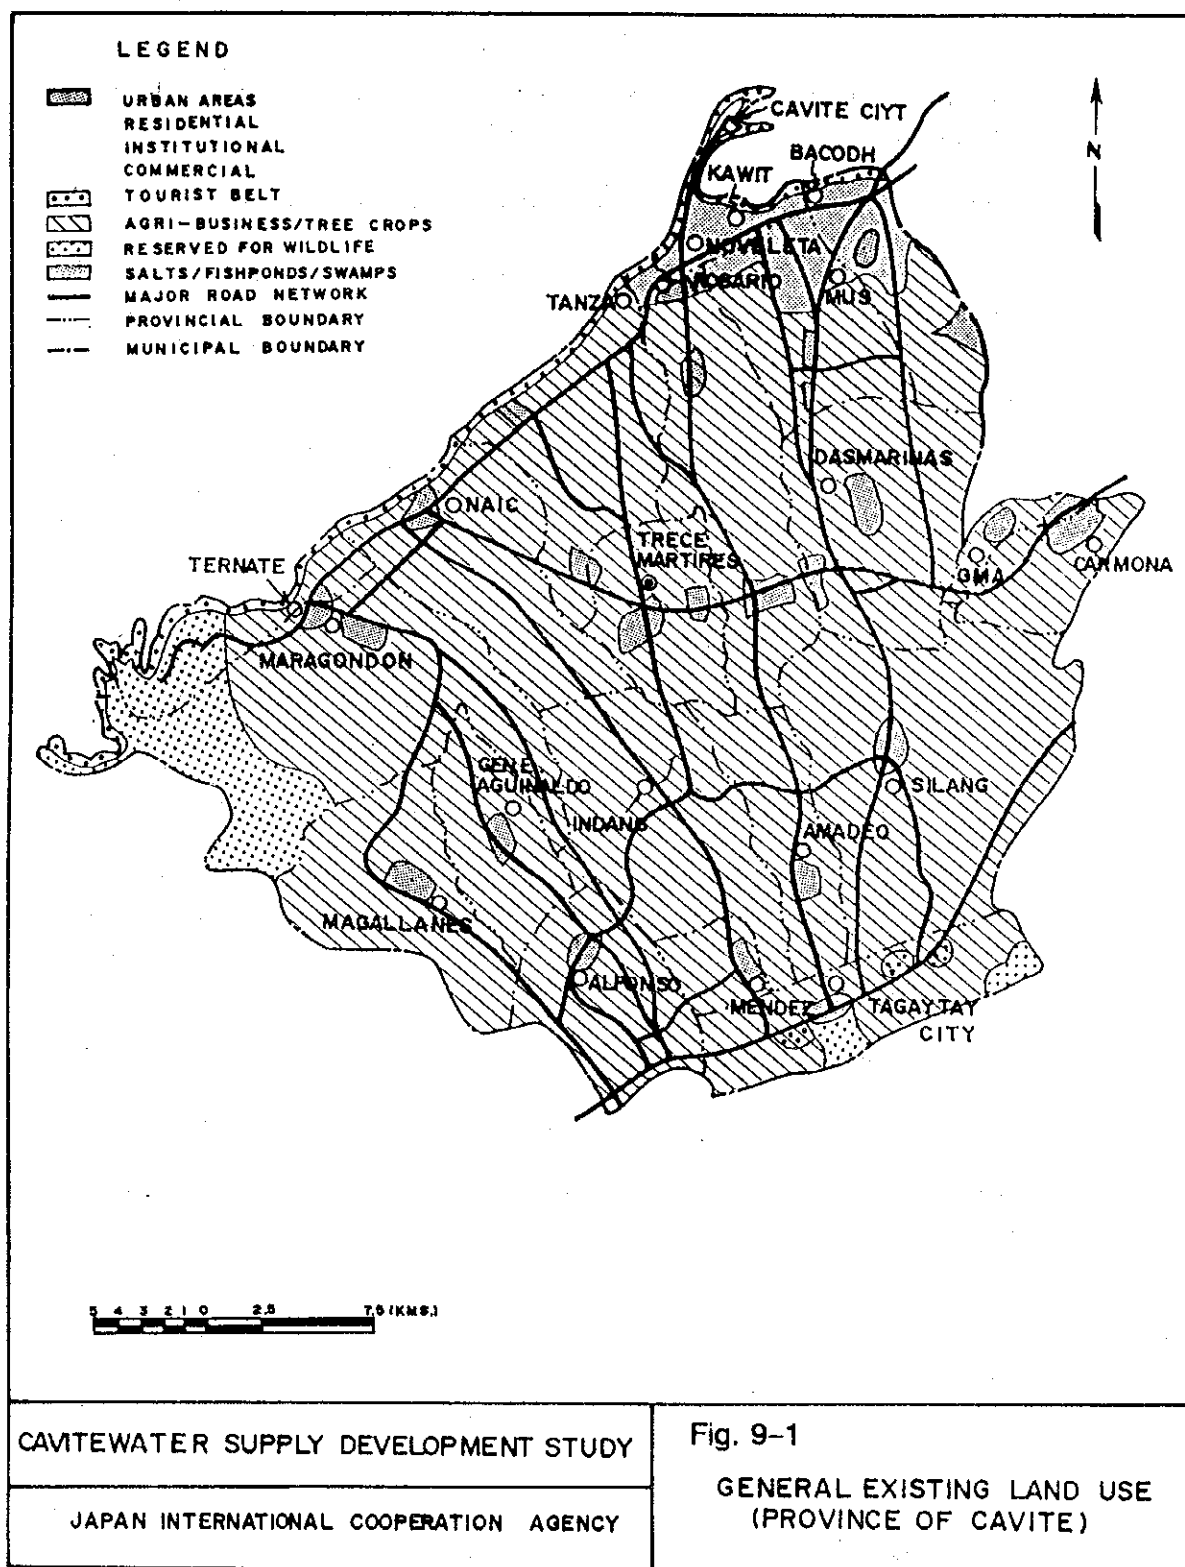 LEGEND
URBAN AREAS
RESIDENTIAL
INSTITUTIONAL
COMMERCIAL
TOURIST BELT
AGRI-BUSINESS/TREE CROPS
RESERVED FOR WILDLIFE
SALTS/FISHPONDS/SWAMPS
MAJOR ROAD NETWORK
PROVINCIAL BOUNDARY
MUNICIPAL BOUNDARY
N
CAVITE CIYT
BACODH
KAWIT
NOVELETA
TANZA
MUS
DASMARINAS
NAIC
TRECE
MARTIRES
TERNATE
GMA
CARMONA
MARAGONDON
GENE
AGUINALDO
INDANG
SILANG
AMADEO
MAGALLANES
ALFONSO
MENDEZ
TAGAYTAY
CITY
5 4 3 2 1 0 2.5 7.5 (KMS.)
CAVITEWATER SUPPLY DEVELOPMENT STUDY
JAPAN INTERNATIONAL COOPERATION AGENCY
Fig. 9-1
GENERAL EXISTING LAND USE
(PROVINCE OF CAVITE)